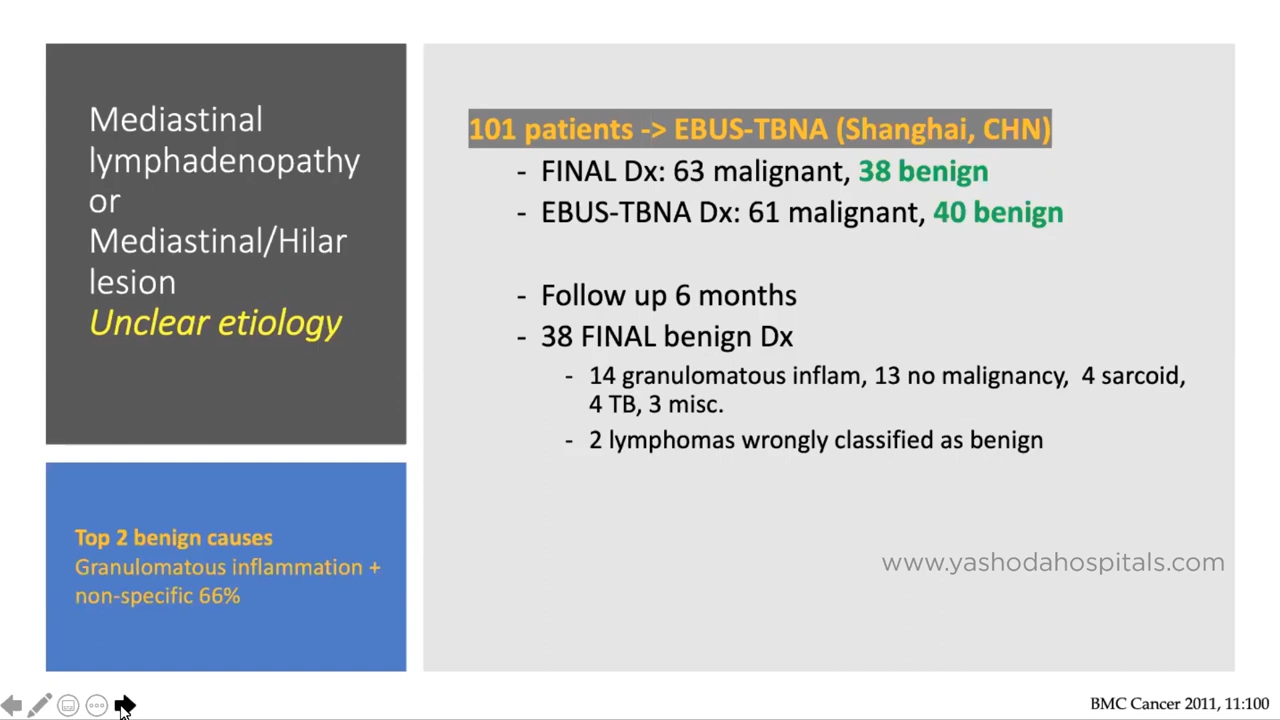 Mediastinal
lymphadenopathy
or
Mediastinal/Hilar
lesion
Unclear etiology
Top 2 benign causes
Granulomatous inflammation +
non-specific 66%
101 patients -> EBUS-TBNA (Shanghai, CHN)
- FINAL Dx: 63 malignant, 38 benign
- EBUS-TBNA Dx: 61 malignant, 40 benign
- Follow up 6 months
- 38 FINAL benign Dx
- 14 granulomatous inflam, 13 no malignancy, 4 sarcoid,
4 TB, 3 misc.
- 2 lymphomas wrongly classified as benign
www.yashodahospitals.com
BMC Cancer 2011, 11:100